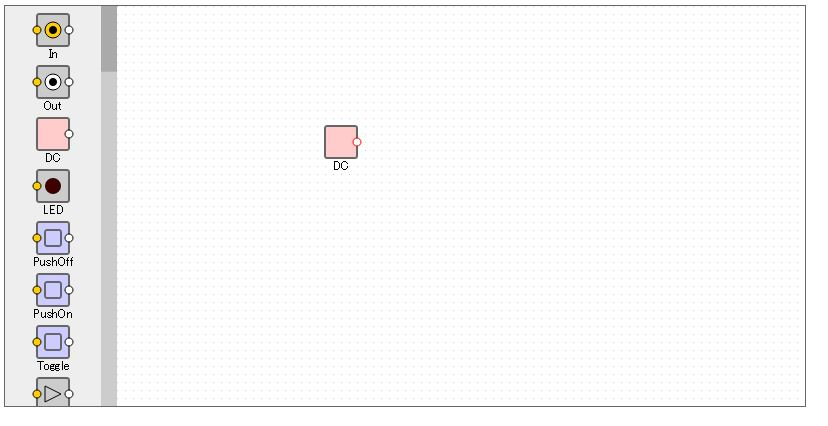 In
Out
DC
LED
PushOff
PushOn
Toggle
DC